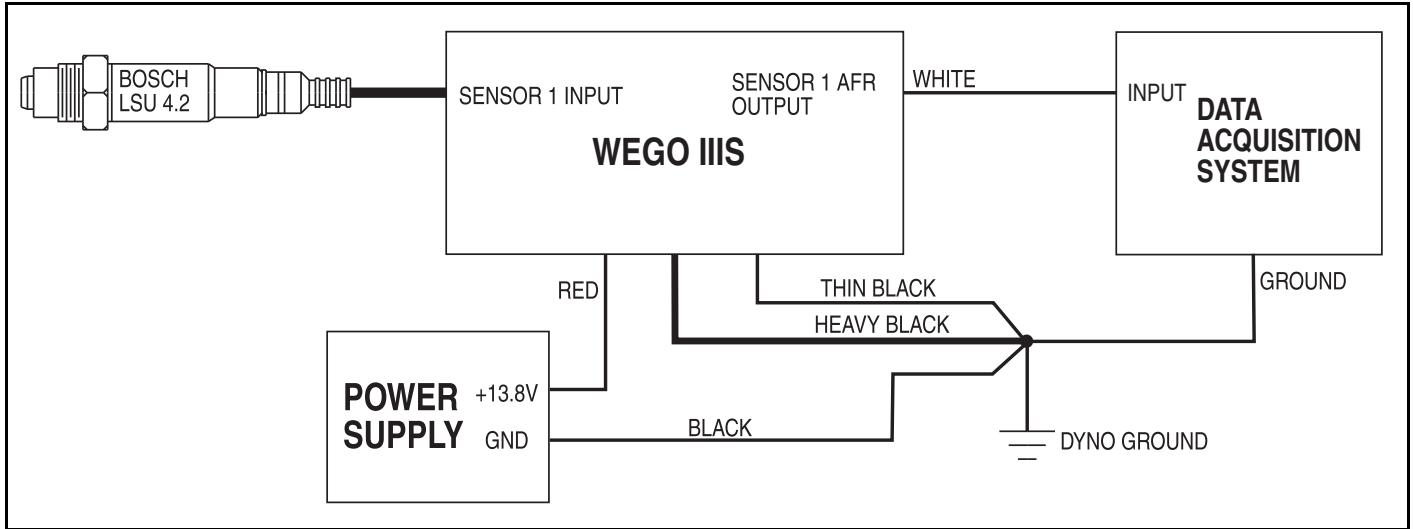 BOSCH
LSU 4.2
SENSOR 1 INPUT
SENSOR 1 AFR
OUTPUT
WEGO IIIS
WHITE
INPUT
DATA
ACQUISITION
SYSTEM
RED
THIN BLACK
HEAVY BLACK
GROUND
POWER
SUPPLY
+13.8V
GND
BLACK
DYNO GROUND